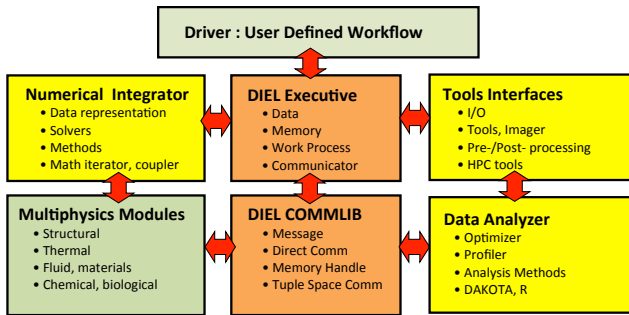 Driver : User Defined Workflow
Numerical Integrator
• Data representation
• Solvers
• Methods
• Math iterator, coupler
DIEL Executive
• Data
• Memory
• Work Process
• Communicator
Tools Interfaces
• I/O
• Tools, Imager
• Pre-/Post- processing
• HPC tools
Multiphysics Modules
• Structural
• Thermal
• Fluid, materials
• Chemical, biological
DIEL COMMLIB
• Message
• Direct Comm
• Memory Handle
• Tuple Space Comm
Data Analyzer
• Optimizer
• Profiler
• Analysis Methods
• DAKOTA, R